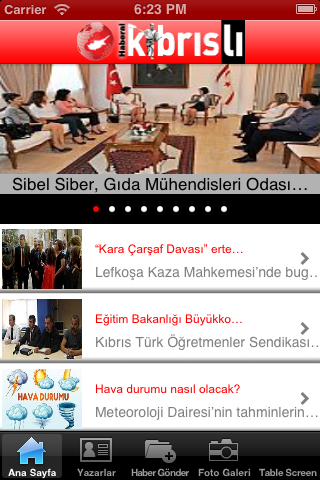 Carrier
6:23 PM
Haberal
kıbrıslı
Sibel Siber, Gıda Mühendisleri Odası…
“Kara Çarşaf Davası” erte…
Lefkoşa Kaza Mahkemesi’nde bug…
Eğitim Bakanlığı Büyükko…
Kıbrıs Türk Öğretmenler Sendikası…
HAVA DURUMU
Hava durumu nasıl olacak?
Meteoroloji Dairesi’nin tahminlerin…
Ana Sayfa
Yazarlar
Haber Gönder
Foto Galeri
Table Screen